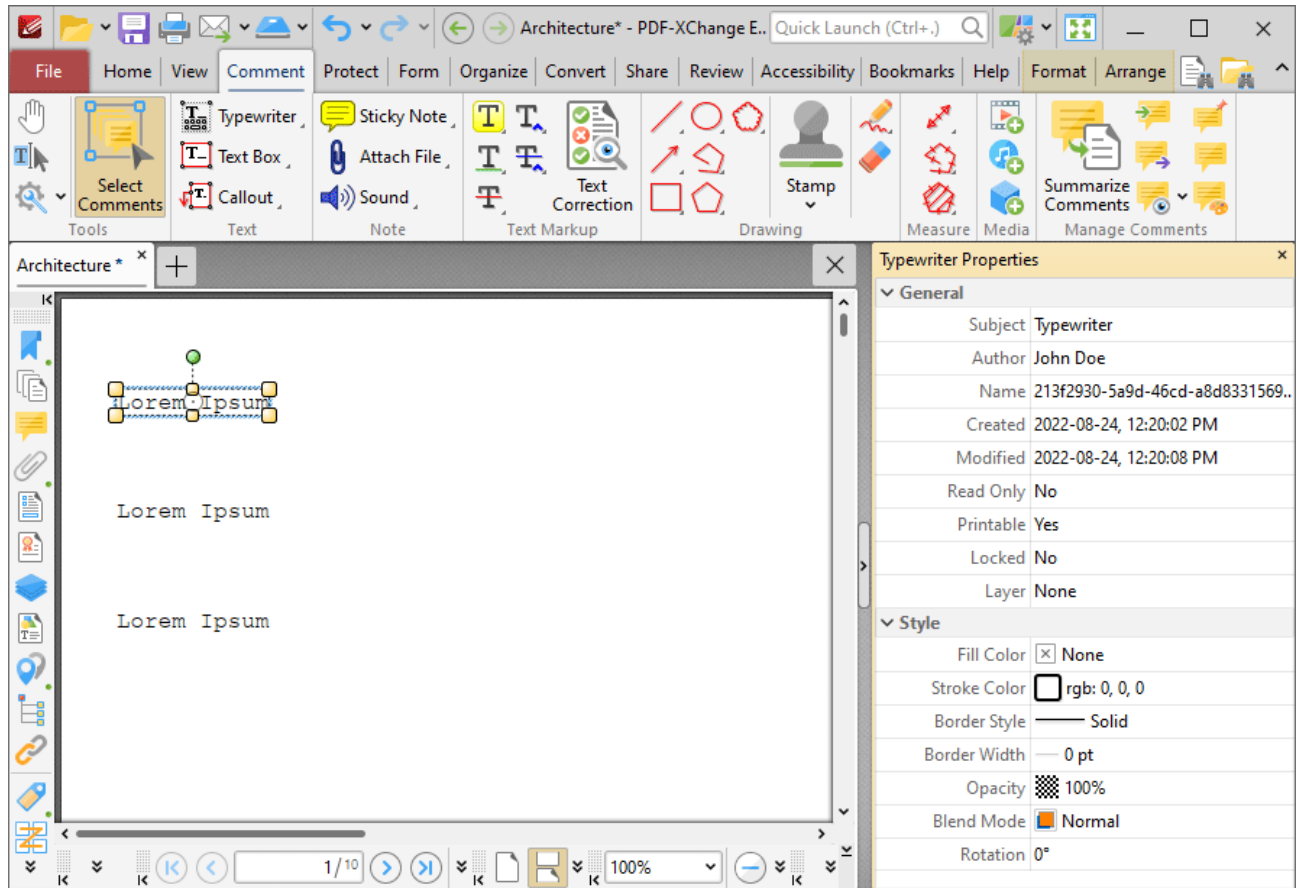 Architecture* - PDF-XChange E.. Quick Launch (Ctrl+.)
File Home View Comment Protect Form Organize Convert Share Review Accessibility Bookmarks Help Format Arrange
Typewriter Sticky Note
Text Box Attach File
Select Comments
Callout Sound
Text Correction
Stamp
Summarize Comments
Tools Text Note Text Markup Drawing Measure Media Manage Comments
Architecture *
Typewriter Properties
General
Subject Typewriter
Author John Doe
Name 213f2930-5a9d-46cd-a8d8331569..
Created 2022-08-24, 12:20:02 PM
Modified 2022-08-24, 12:20:08 PM
Read Only No
Printable Yes
Locked No
Layer None
Style
Fill Color None
Stroke Color rgb: 0, 0, 0
Border Style Solid
Border Width 0 pt
Opacity 100%
Blend Mode Normal
Rotation 0°
Lorem Ipsum
Lorem Ipsum
Lorem Ipsum
1/10
100%